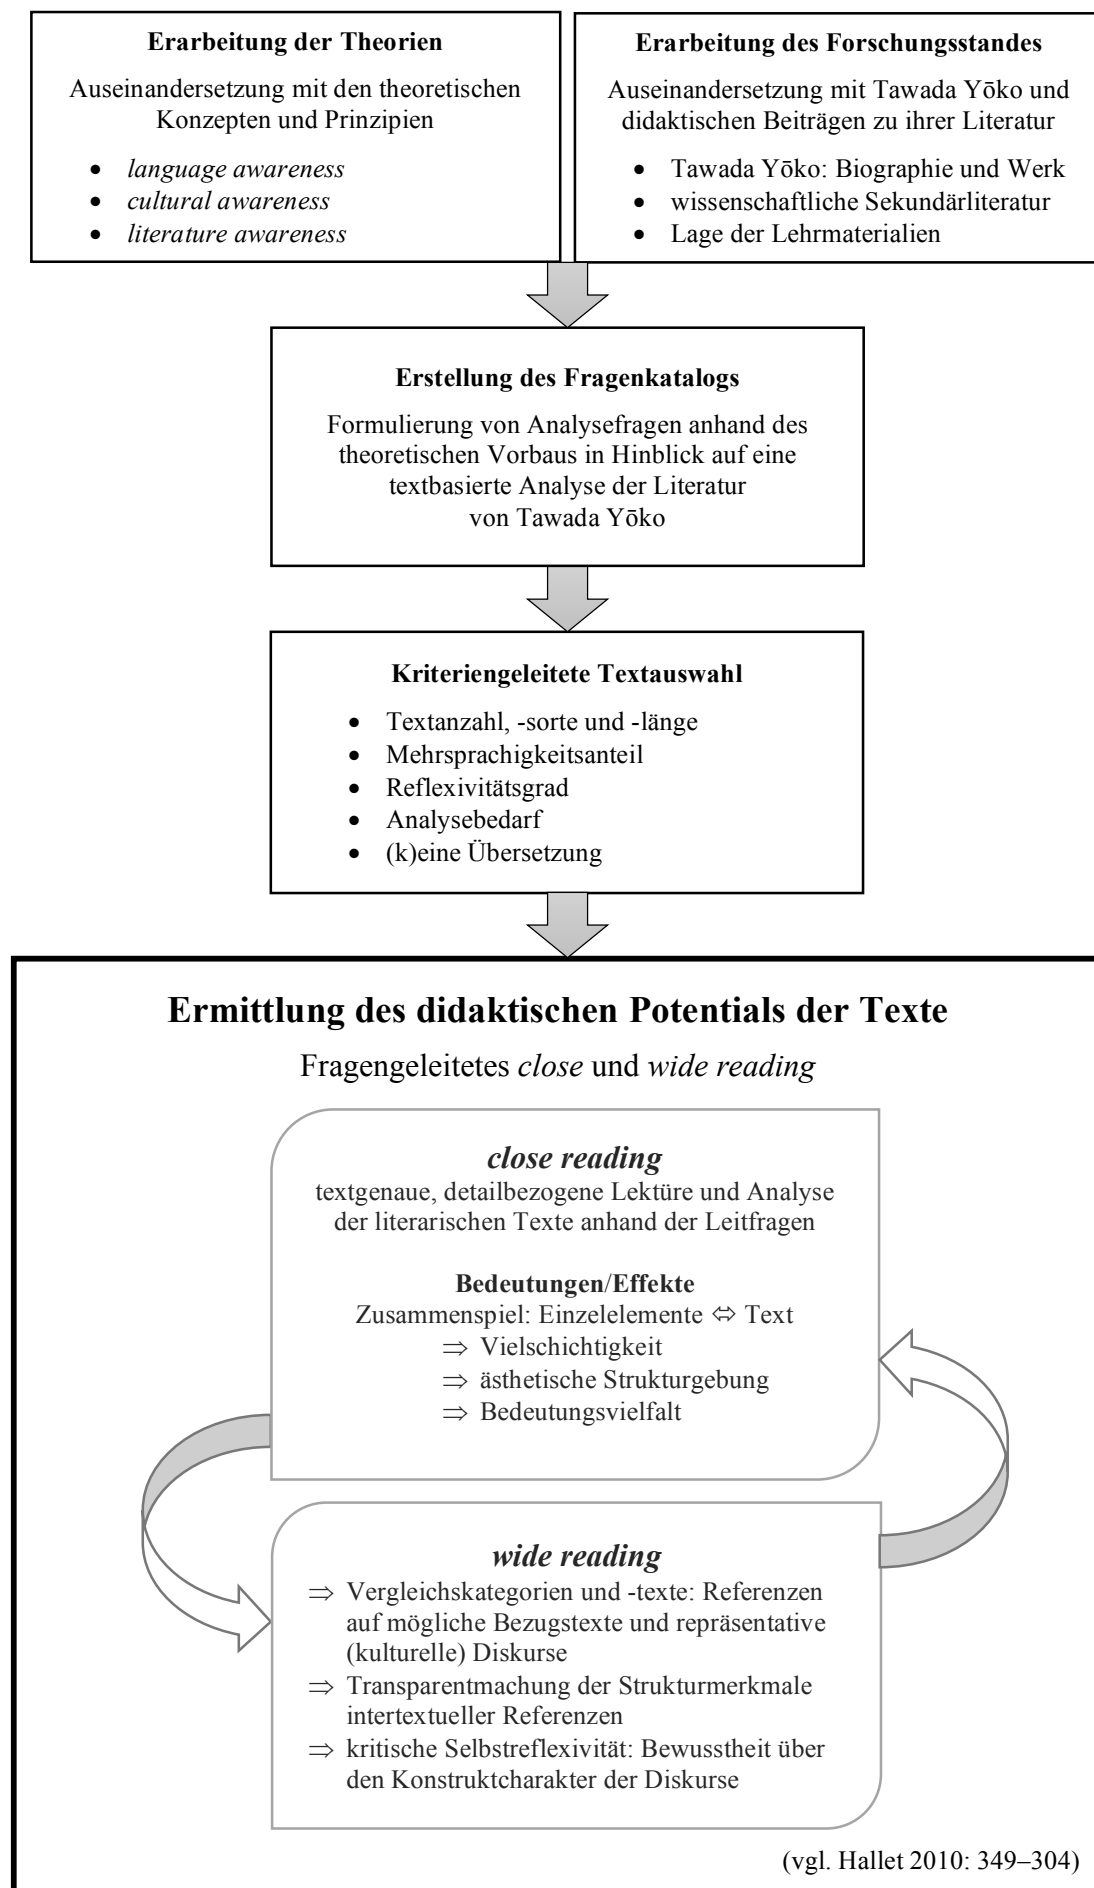 Erarbeitung der Theorien
Auseinandersetzung mit den theoretischen
Konzepten und Prinzipien
• language awareness
• cultural awareness
• literature awareness
Erarbeitung des Forschungsstandes
Auseinandersetzung mit Tawada Yōko und
didaktischen Beiträgen zu ihrer Literatur
• Tawada Yōko: Biographie und Werk
• wissenschaftliche Sekundärliteratur
• Lage der Lehrmaterialien
Erstellung des Fragenkatalogs
Formulierung von Analysefragen anhand des
theoretischen Vorbaus in Hinblick auf eine
textbasierte Analyse der Literatur
von Tawada Yōko
Kriteriengeleitete Textauswahl
• Textanzahl, -sorte und -länge
• Mehrsprachigkeitsanteil
• Reflexivitätsgrad
• Analysebedarf
• (k)eine Übersetzung
Ermittlung des didaktischen Potentials der Texte
Fragengeleitetes close und wide reading
close reading
textgenaue, detailbezogene Lektüre und Analyse
der literarischen Texte anhand der Leitfragen
Bedeutungen/Effekte
Zusammenspiel: Einzelelemente ⇔ Text
⇒ Vielschichtigkeit
⇒ ästhetische Strukturgebung
⇒ Bedeutungsvielfalt
wide reading
⇒ Vergleichskategorien und -texte: Referenzen
auf mögliche Bezugstexte und repräsentative
(kulturelle) Diskurse
⇒ Transparentmachung der Strukturmerkmale
intertextueller Referenzen
⇒ kritische Selbstreflexivität: Bewusstheit über
den Konstruktcharakter der Diskurse
(vgl. Hallet 2010: 349–304)